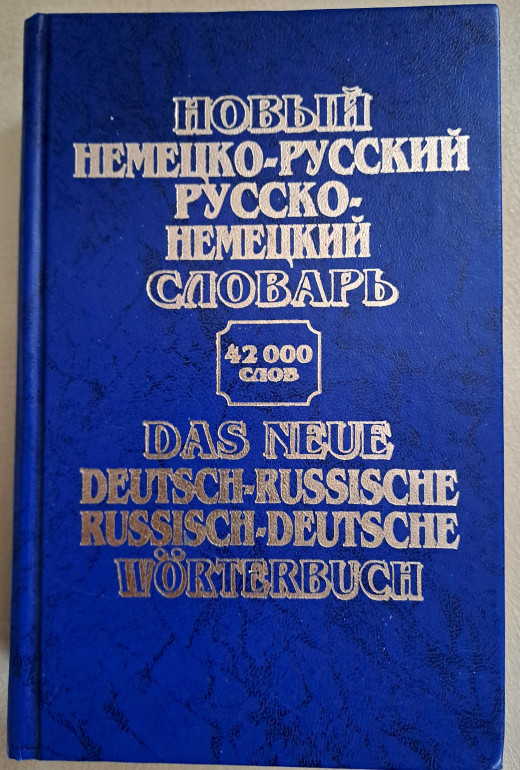 НОВЫЙ
НЕМЕЦКО-РУССКИЙ
РУССКО-
НЕМЕЦКИЙ
СЛОВАРЬ
42 000
СЛОВ
DAS NEUE
DEUTSCH-RUSSISCHE
RUSSISCH-DEUTSCHE
WÖRTERBUCH